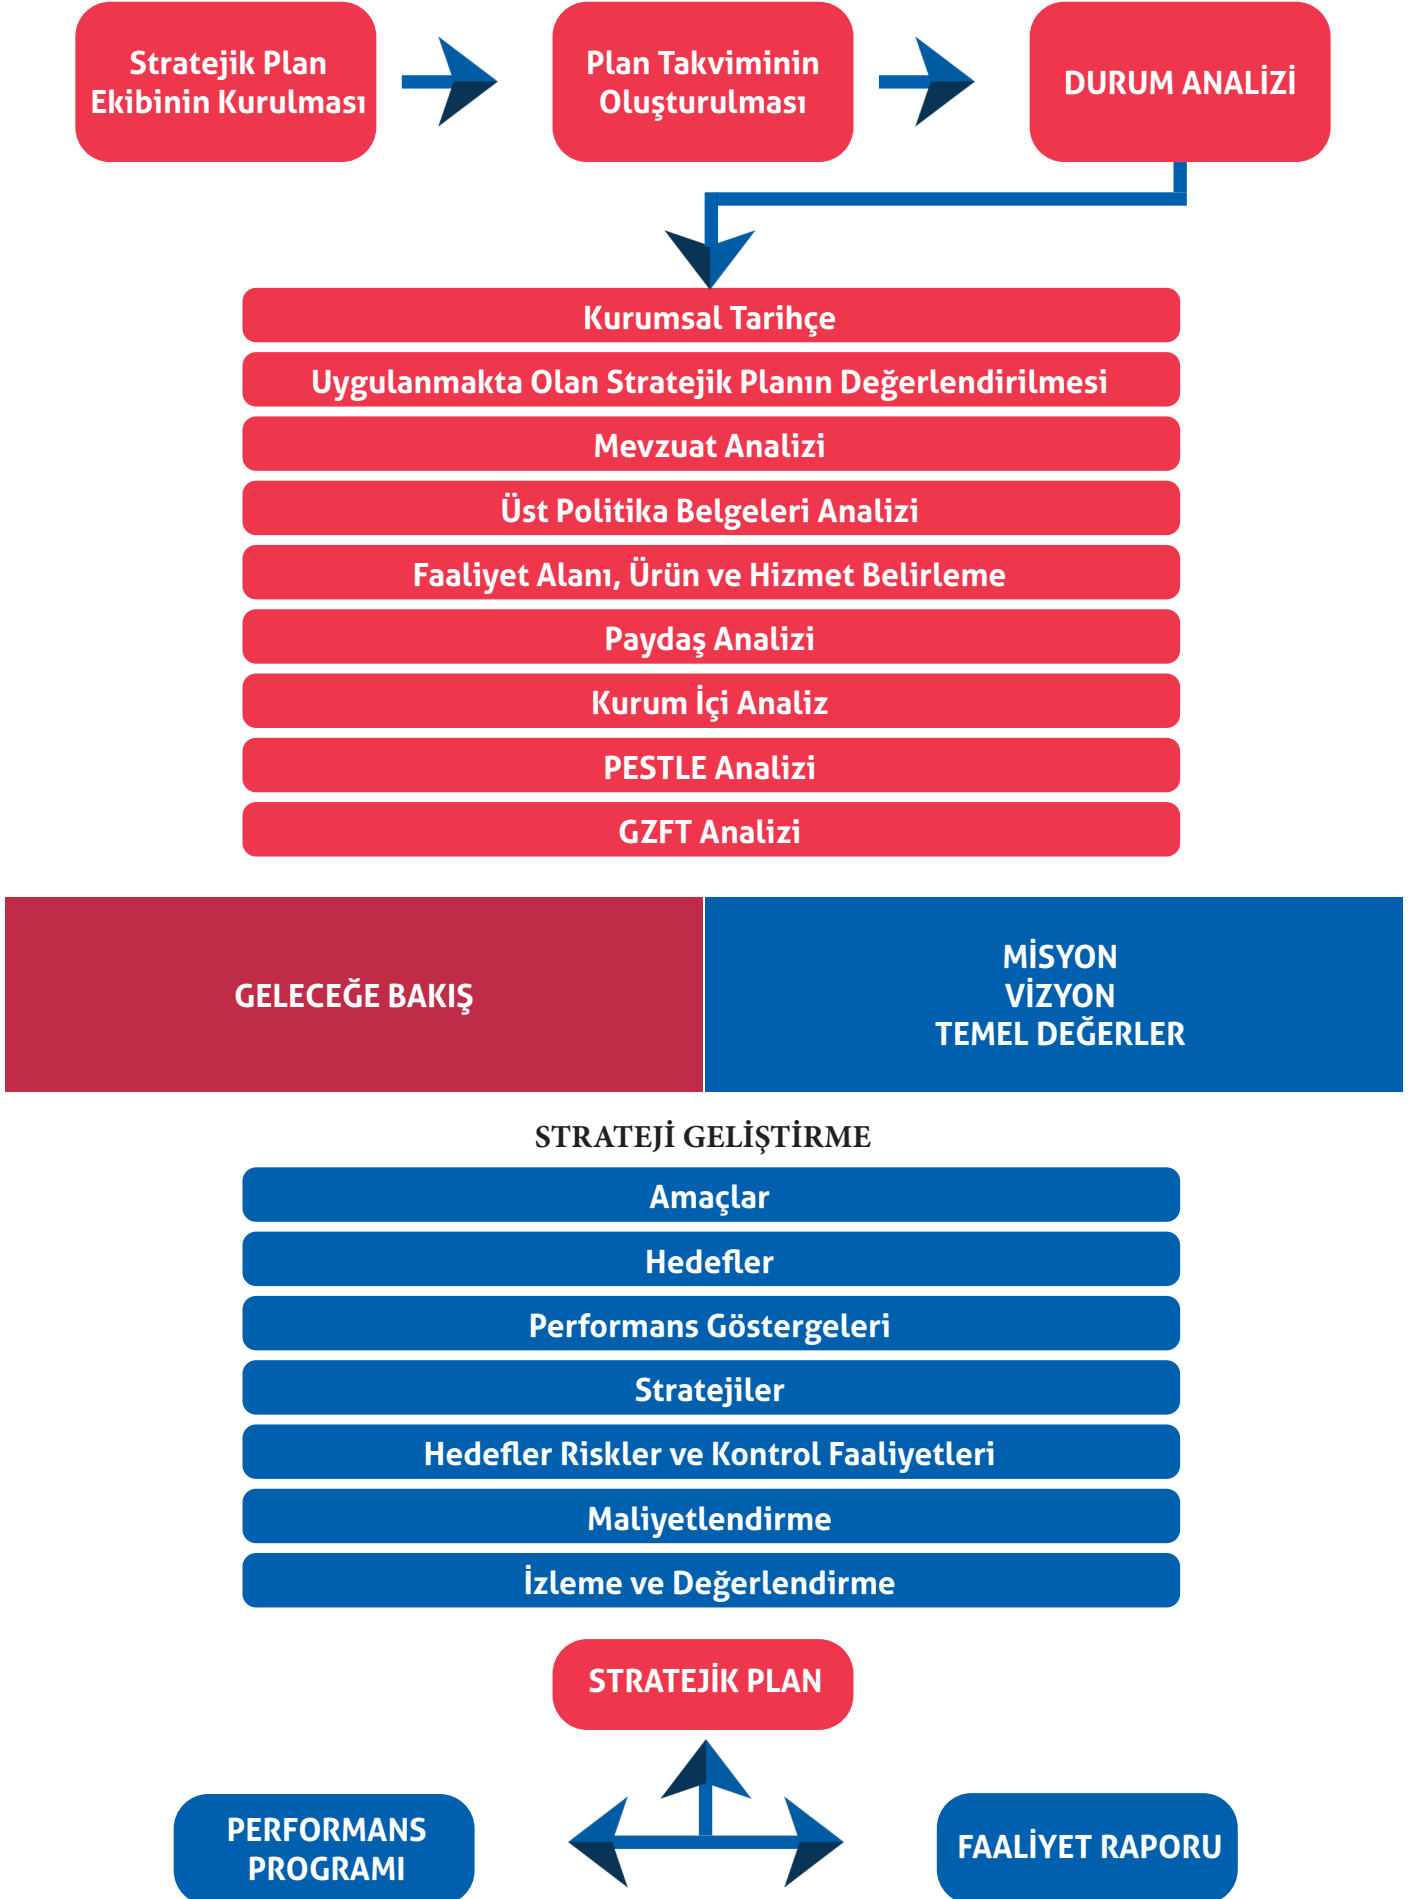 Stratejik Plan
Ekibinin Kurulması
Plan Takviminin
Oluşturulması
DURUM ANALİZİ
Kurumsal Tarihçe
Uygulanmakta Olan Stratejik Planın Değerlendirilmesi
Mevzuat Analizi
Üst Politika Belgeleri Analizi
Faaliyet Alanı, Ürün ve Hizmet Belirleme
Paydaş Analizi
Kurum İçi Analiz
PESTLE Analizi
GZFT Analizi
GELECEĞE BAKIŞ
MİSYON
VİZYON
TEMEL DEĞERLER
STRATEJİ GELİŞTİRME
Amaçlar
Hedefler
Performans Göstergeleri
Stratejiler
Hedefler Riskler ve Kontrol Faaliyetleri
Maliyetlendirme
İzleme ve Değerlendirme
STRATEJİK PLAN
PERFORMANS
PROGRAMI
FAALİYET RAPORU